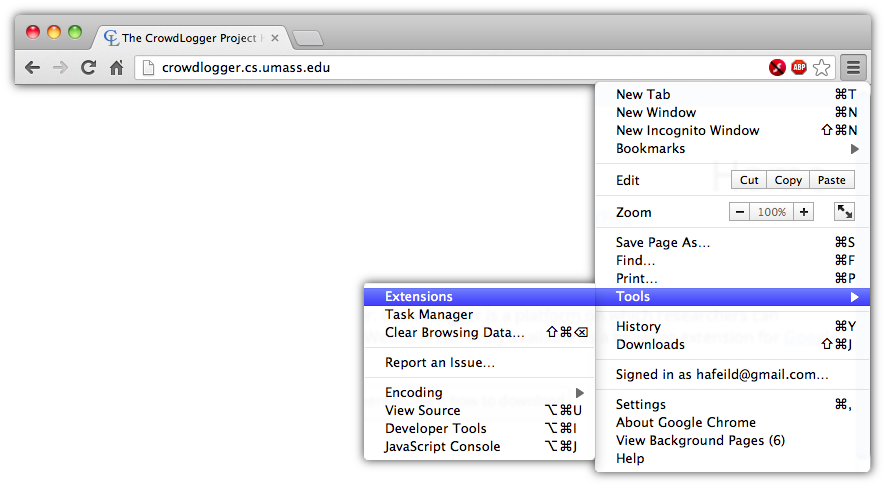 The CrowdLogger Project
crowdlogger.cs.umass.edu
ABP
New Tab ⌘T
New Window ⌘N
New Incognito Window ⇧⌘N
Bookmarks ▶
Edit Cut Copy Paste
Zoom − 100% +
Save Page As... ⌘S
Find... ⌘F
Print... ⌘P
Tools ▶
History ⌘Y
Downloads ⇧⌘J
Signed in as hafeild@gmail.com...
Settings ⌘,
About Google Chrome
View Background Pages (6)
Help
Extensions
Task Manager
Clear Browsing Data... ⇧⌘⌫
Report an Issue...
Encoding ▶
View Source ⌥⌘U
Developer Tools ⌥⌘I
JavaScript Console ⌥⌘J